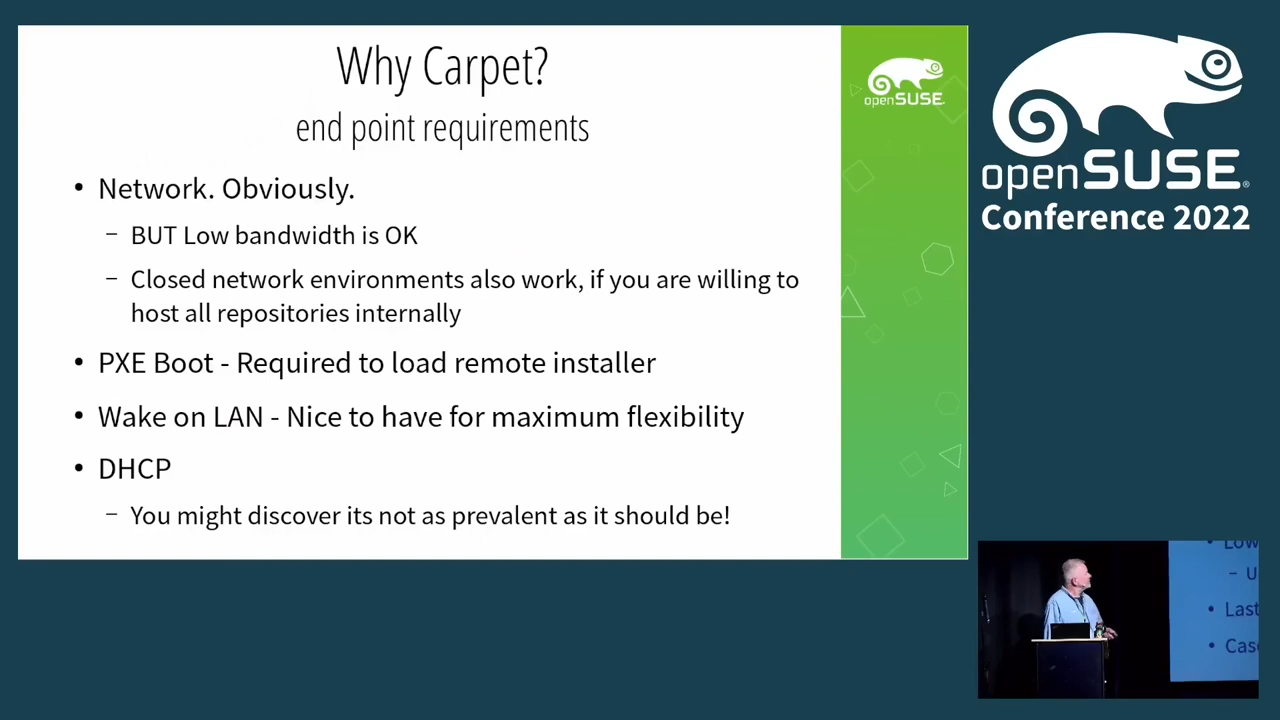 Why Carpet?
end point requirements
• Network. Obviously.
– BUT Low bandwidth is OK
– Closed network environments also work, if you are willing to
host all repositories internally
• PXE Boot - Required to load remote installer
• Wake on LAN - Nice to have for maximum flexibility
• DHCP
– You might discover its not as prevalent as it should be!
openSUSE
openSUSE®
Conference 2022
• Low
– U
• Last
• Cas